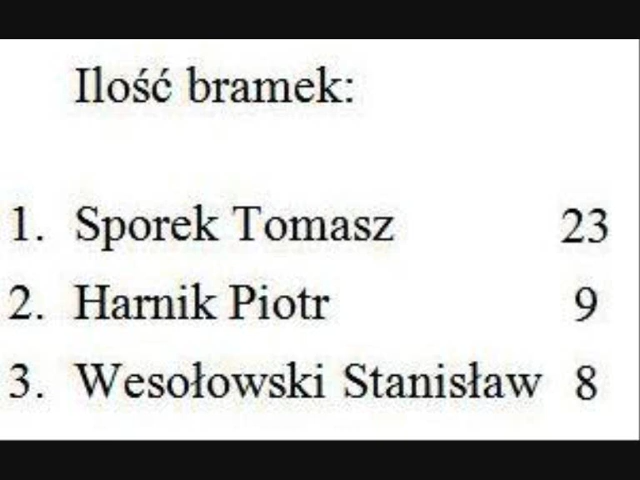 Ilość bramek:
1. Sporek Tomasz 23
2. Harnik Piotr 9
3. Wesołowski Stanisław 8